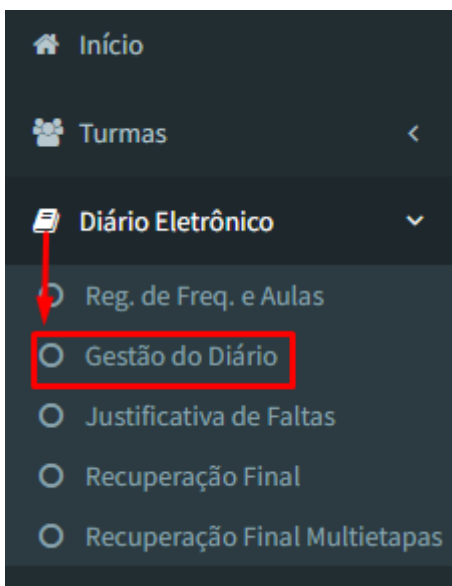 Início
Turmas
Diário Eletrônico
Reg. de Freq. e Aulas
Gestão do Diário
Justificativa de Faltas
Recuperação Final
Recuperação Final Multietapas